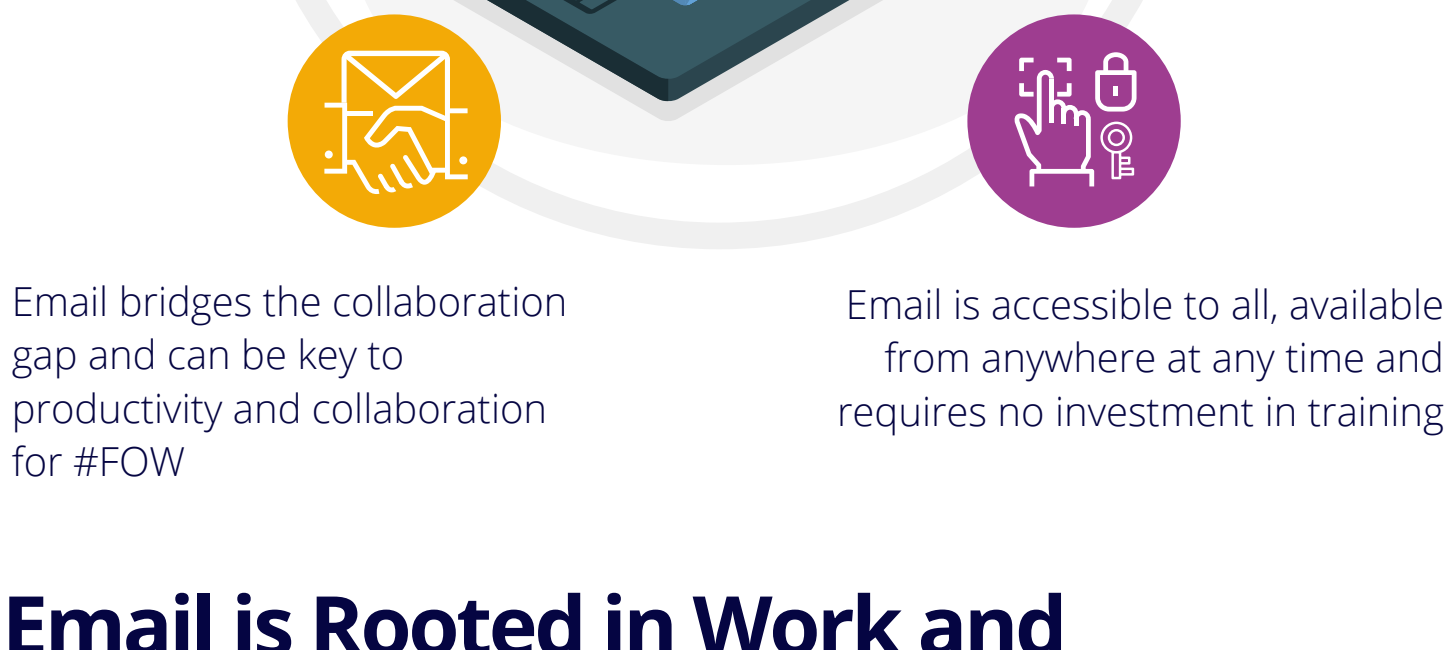 Email bridges the collaboration
gap and can be key to
productivity and collaboration
for #FOW
Email is accessible to all, available
from anywhere at any time and
requires no investment in training
Email is Rooted in Work and